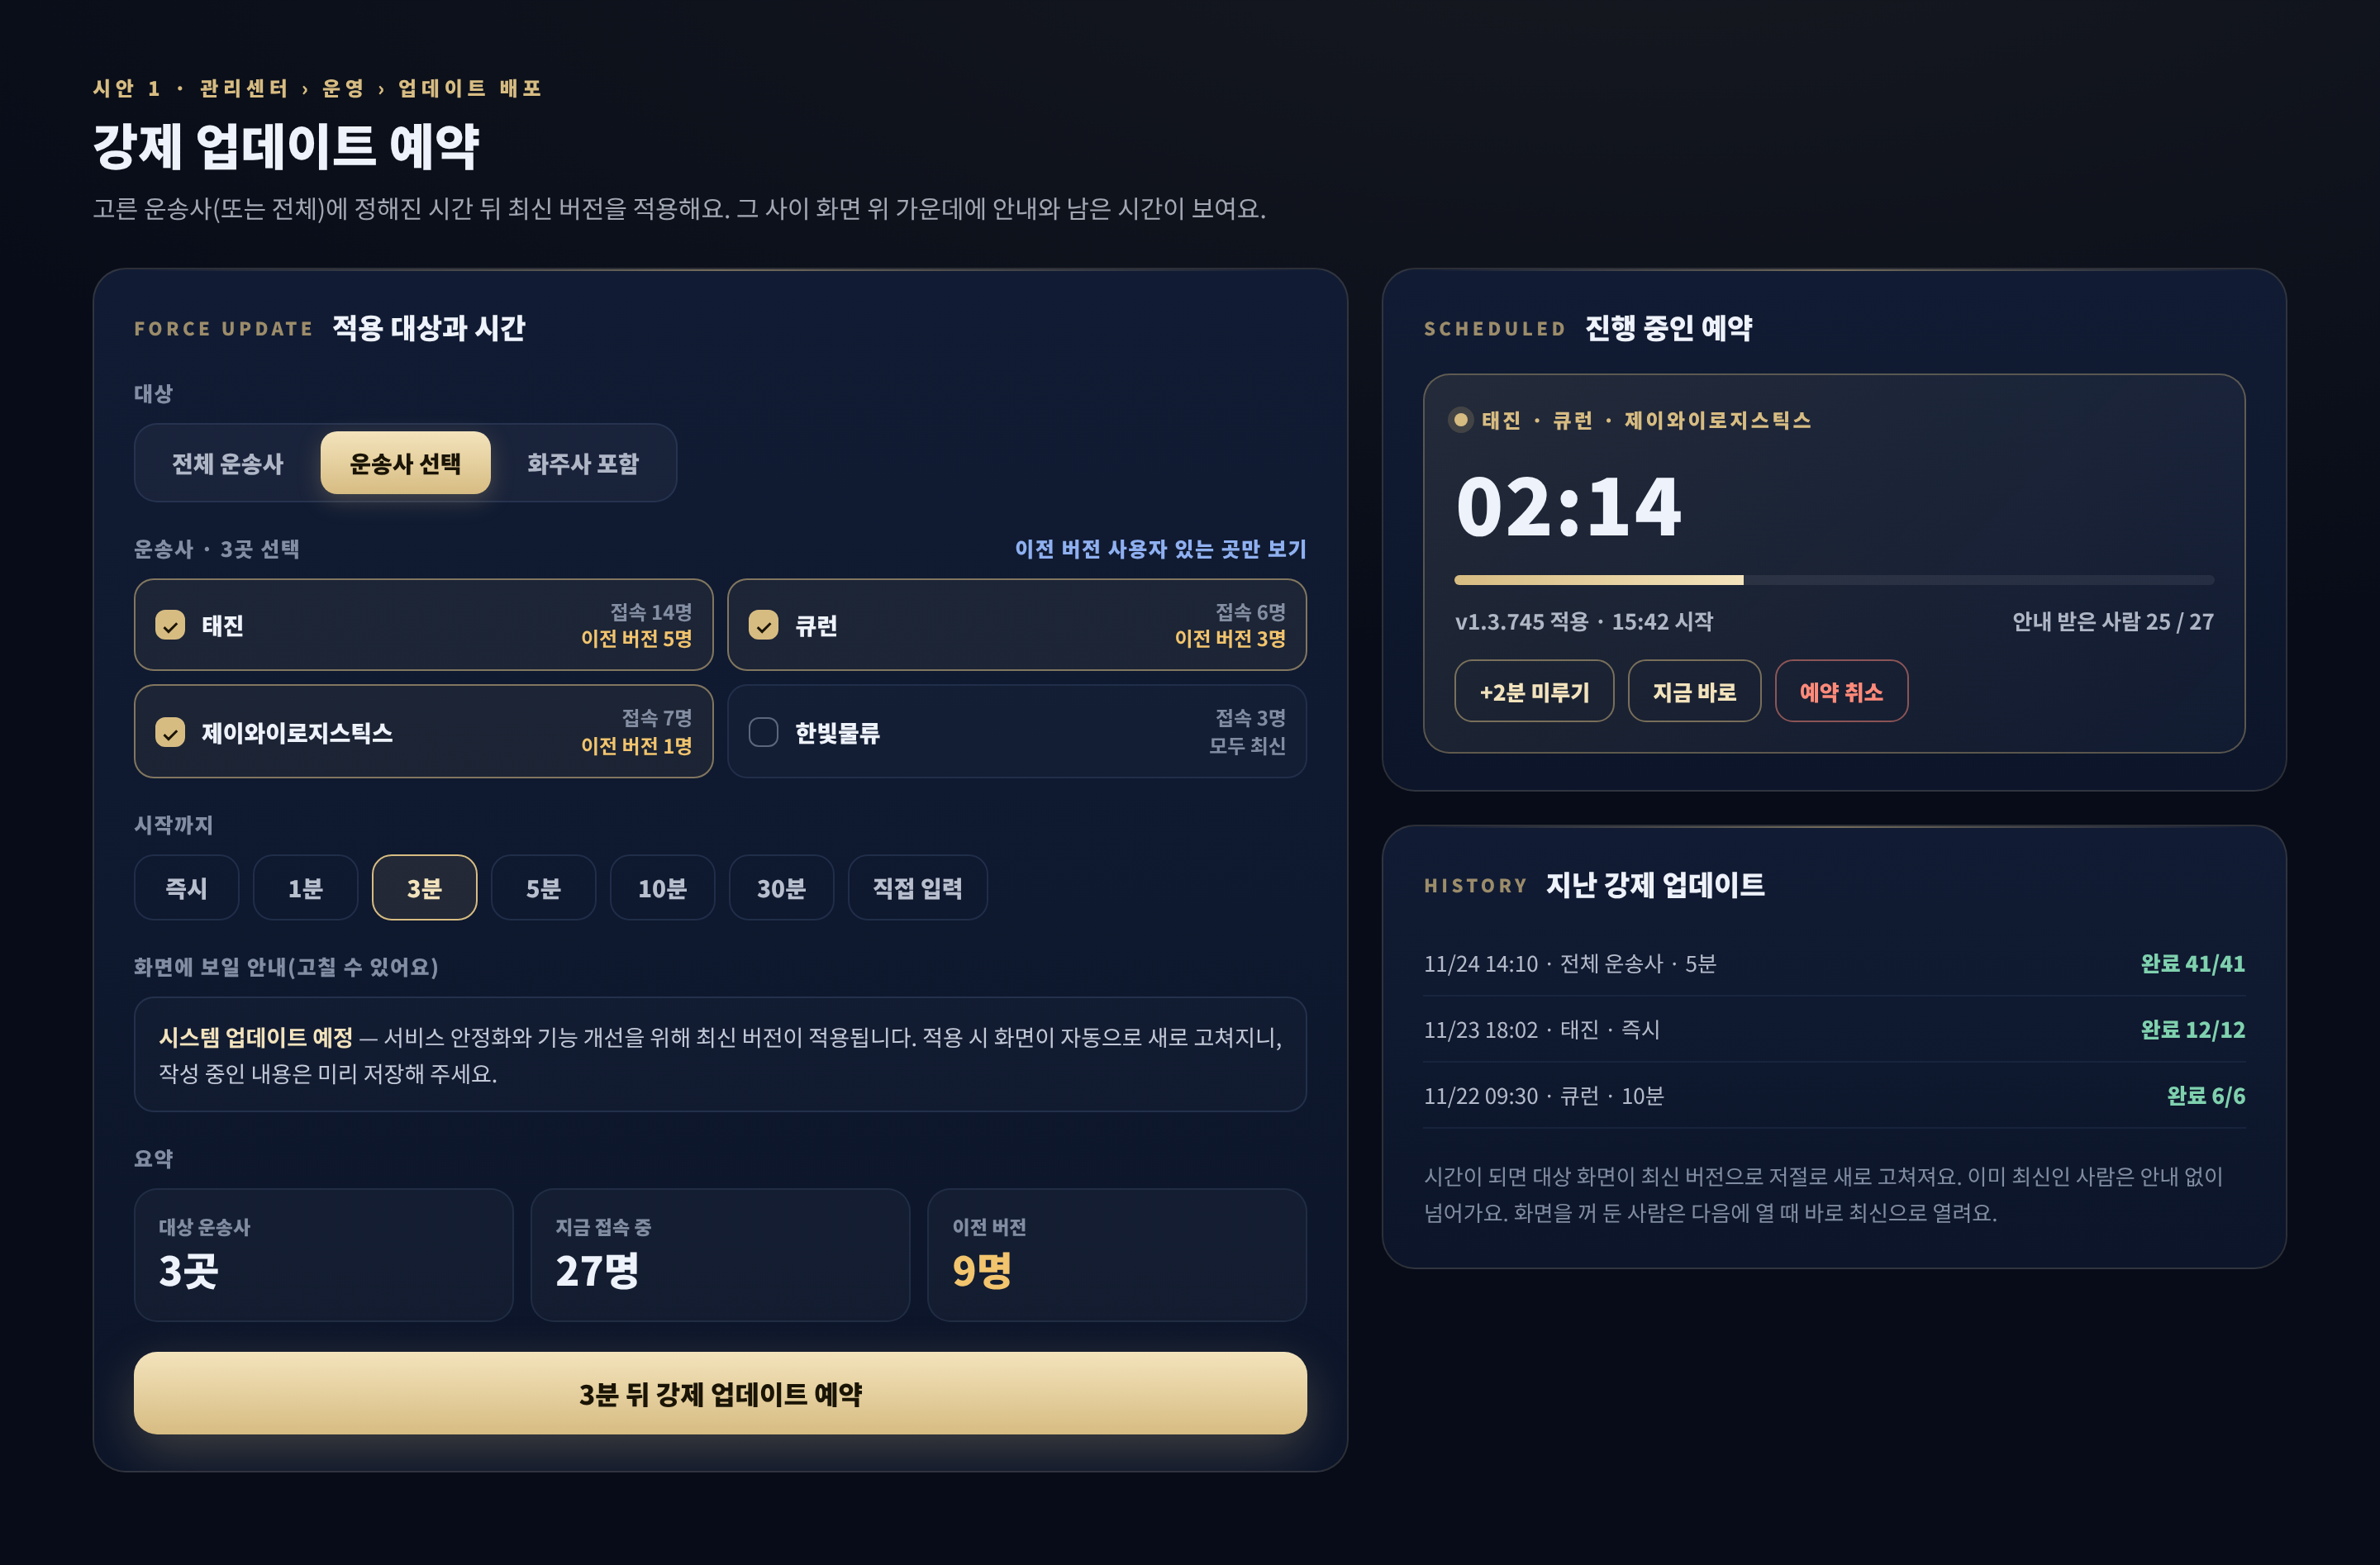 시안 1 · 관리센터 › 운영 › 업데이트 배포
강제 업데이트 예약
고른 운송사(또는 전체)에 정해진 시간 뒤 최신 버전을 적용해요. 그 사이 화면 위 가운데에 안내와 남은 시간이 보여요.
FORCE UPDATE 적용 대상과 시간
대상
전체 운송사 운송사 선택 화주사 포함
운송사 · 3곳 선택 이전 버전 사용자 있는 곳만 보기
태진
접속 14명
이전 버전 5명
큐런
접속 6명
이전 버전 3명
제이와이로지스틱스
접속 7명
이전 버전 1명
한빛물류
접속 3명
모두 최신
시작까지
즉시 1분 3분 5분 10분 30분 직접 입력
화면에 보일 안내(고칠 수 있어요)
시스템 업데이트 예정 — 서비스 안정화와 기능 개선을 위해 최신 버전이 적용됩니다. 적용 시 화면이 자동으로 새로 고쳐지니,
작성 중인 내용은 미리 저장해 주세요.
요약
대상 운송사
3곳
지금 접속 중
27명
이전 버전
9명
3분 뒤 강제 업데이트 예약
SCHEDULED 진행 중인 예약
태진 · 큐런 · 제이와이로지스틱스
02:14
v1.3.745 적용 · 15:42 시작 안내 받은 사람 25 / 27
+2분 미루기 지금 바로 예약 취소
HISTORY 지난 강제 업데이트
11/24 14:10 · 전체 운송사 · 5분 완료 41/41
11/23 18:02 · 태진 · 즉시 완료 12/12
11/22 09:30 · 큐런 · 10분 완료 6/6
시간이 되면 대상 화면이 최신 버전으로 저절로 새로 고쳐져요. 이미 최신인 사람은 안내 없이
넘어가요. 화면을 꺼 둔 사람은 다음에 열 때 바로 최신으로 열려요.